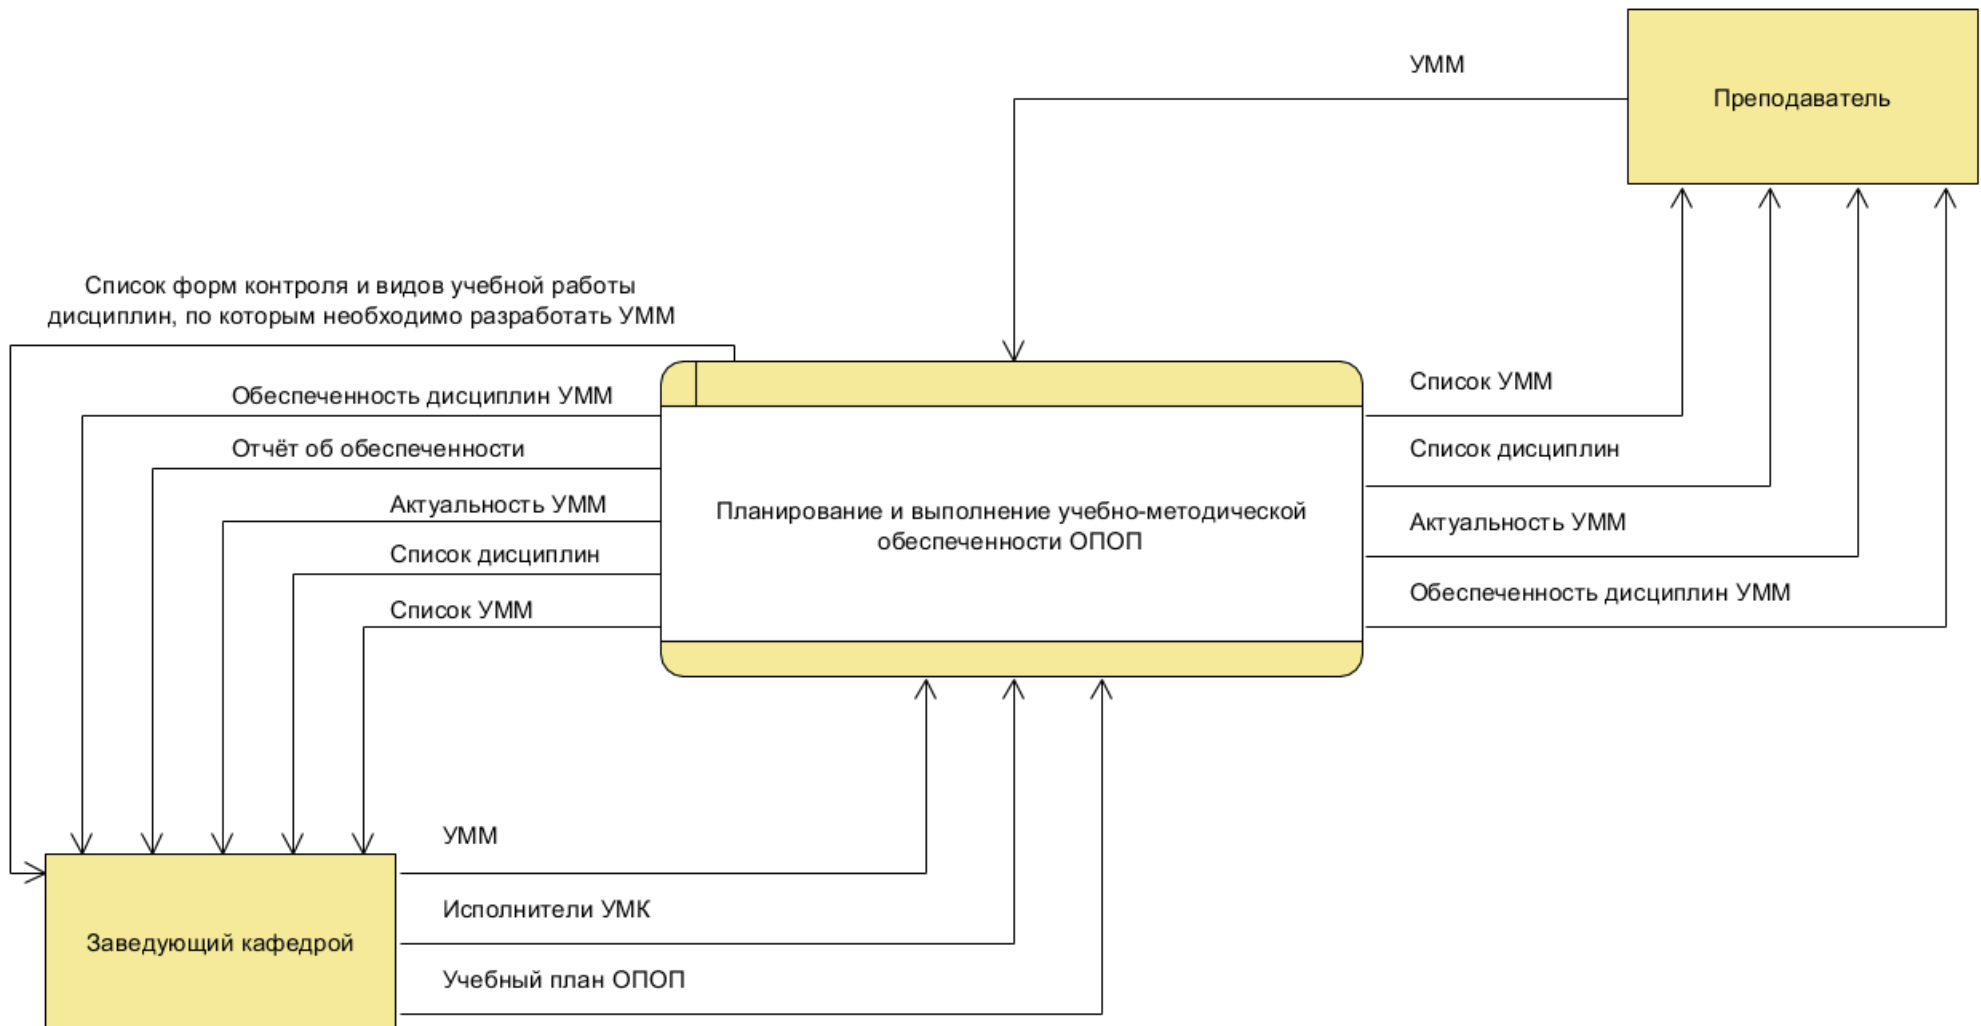 УММ
Преподаватель
Список форм контроля и видов учебной работы
дисциплин, по которым необходимо разработать УММ
Обеспеченность дисциплин УММ
Отчёт об обеспеченности
Актуальность УММ
Список дисциплин
Список УММ
Планирование и выполнение учебно-методической
обеспеченности ОПОП
Список УММ
Список дисциплин
Актуальность УММ
Обеспеченность дисциплин УММ
УММ
Исполнители УМК
Учебный план ОПОП
Заведующий кафедрой